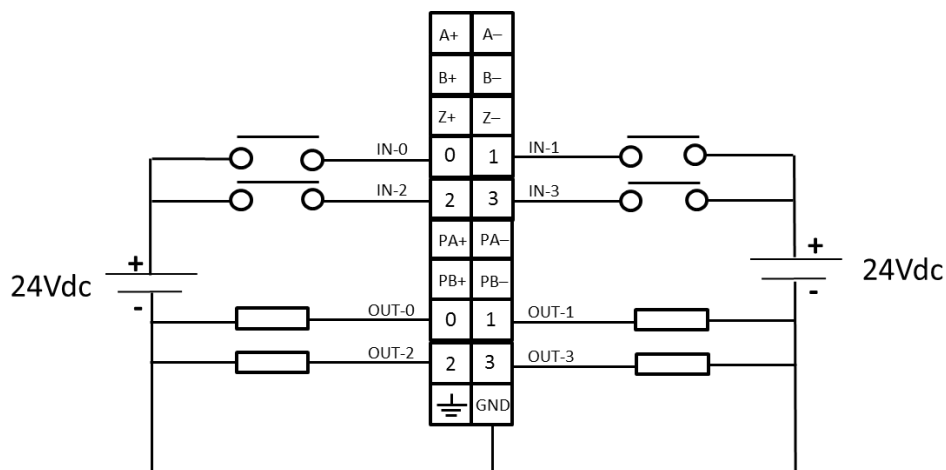 A+ A–
B+ B–
Z+ Z–
IN-0 0 1 IN-1
IN-2 2 3 IN-3
PA+ PA–
+ +
24Vdc 24Vdc
PB+ PB–
- -
OUT-0 0 1 OUT-1
OUT-2 2 3 OUT-3
GND